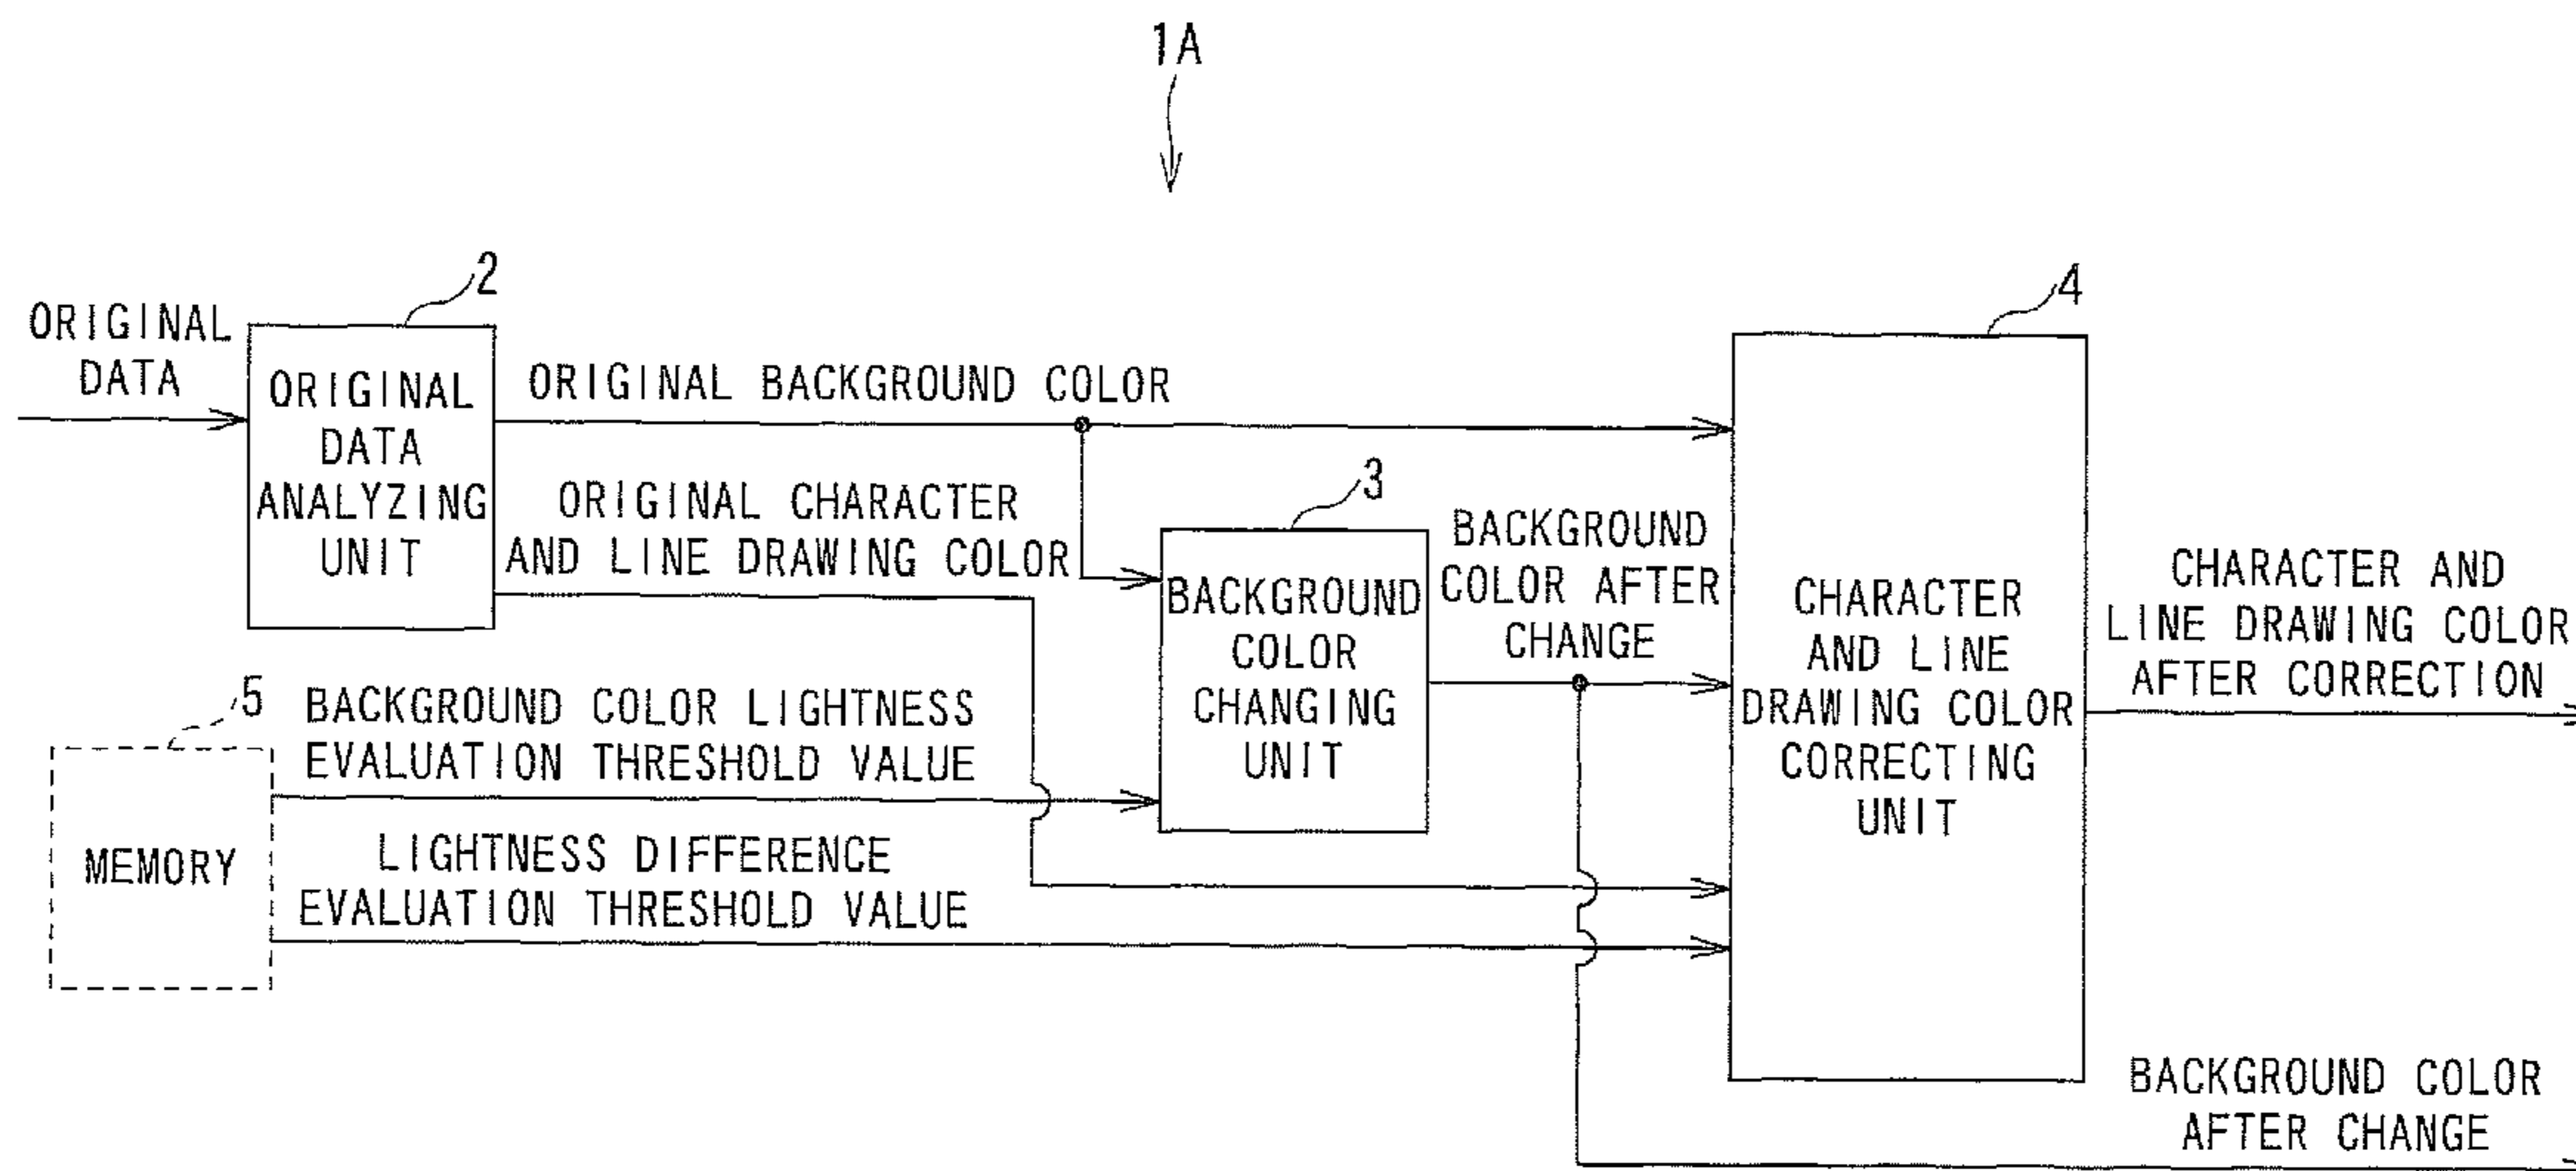 1A
2
ORIGINAL
DATA
ORIGINAL
DATA
ANALYZING
UNIT
ORIGINAL BACKGROUND COLOR
ORIGINAL CHARACTER
AND LINE DRAWING COLOR
3
BACKGROUND
COLOR
CHANGING
UNIT
BACKGROUND
COLOR AFTER
CHANGE
4
CHARACTER
AND LINE
DRAWING COLOR
CORRECTING
UNIT
CHARACTER AND
LINE DRAWING COLOR
AFTER CORRECTION
5
MEMORY
BACKGROUND COLOR LIGHTNESS
EVALUATION THRESHOLD VALUE
LIGHTNESS DIFFERENCE
EVALUATION THRESHOLD VALUE
BACKGROUND COLOR
AFTER CHANGE